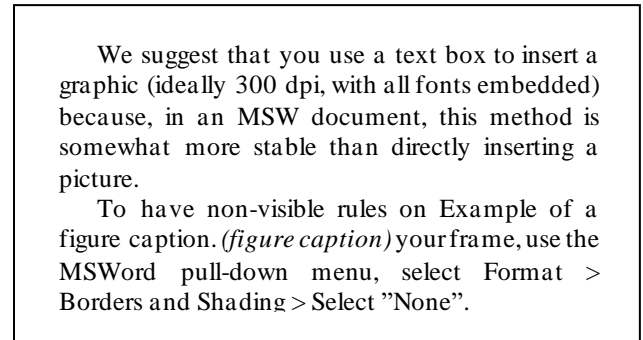 We suggest that you use a text box to insert a
graphic (ideally 300 dpi, with all fonts embedded)
because, in an MSW document, this method is
somewhat more stable than directly inserting a
picture.
To have non-visible rules on Example of a
figure caption. (figure caption) your frame, use the
MSWord pull-down menu, select Format >
Borders and Shading > Select ”None”.